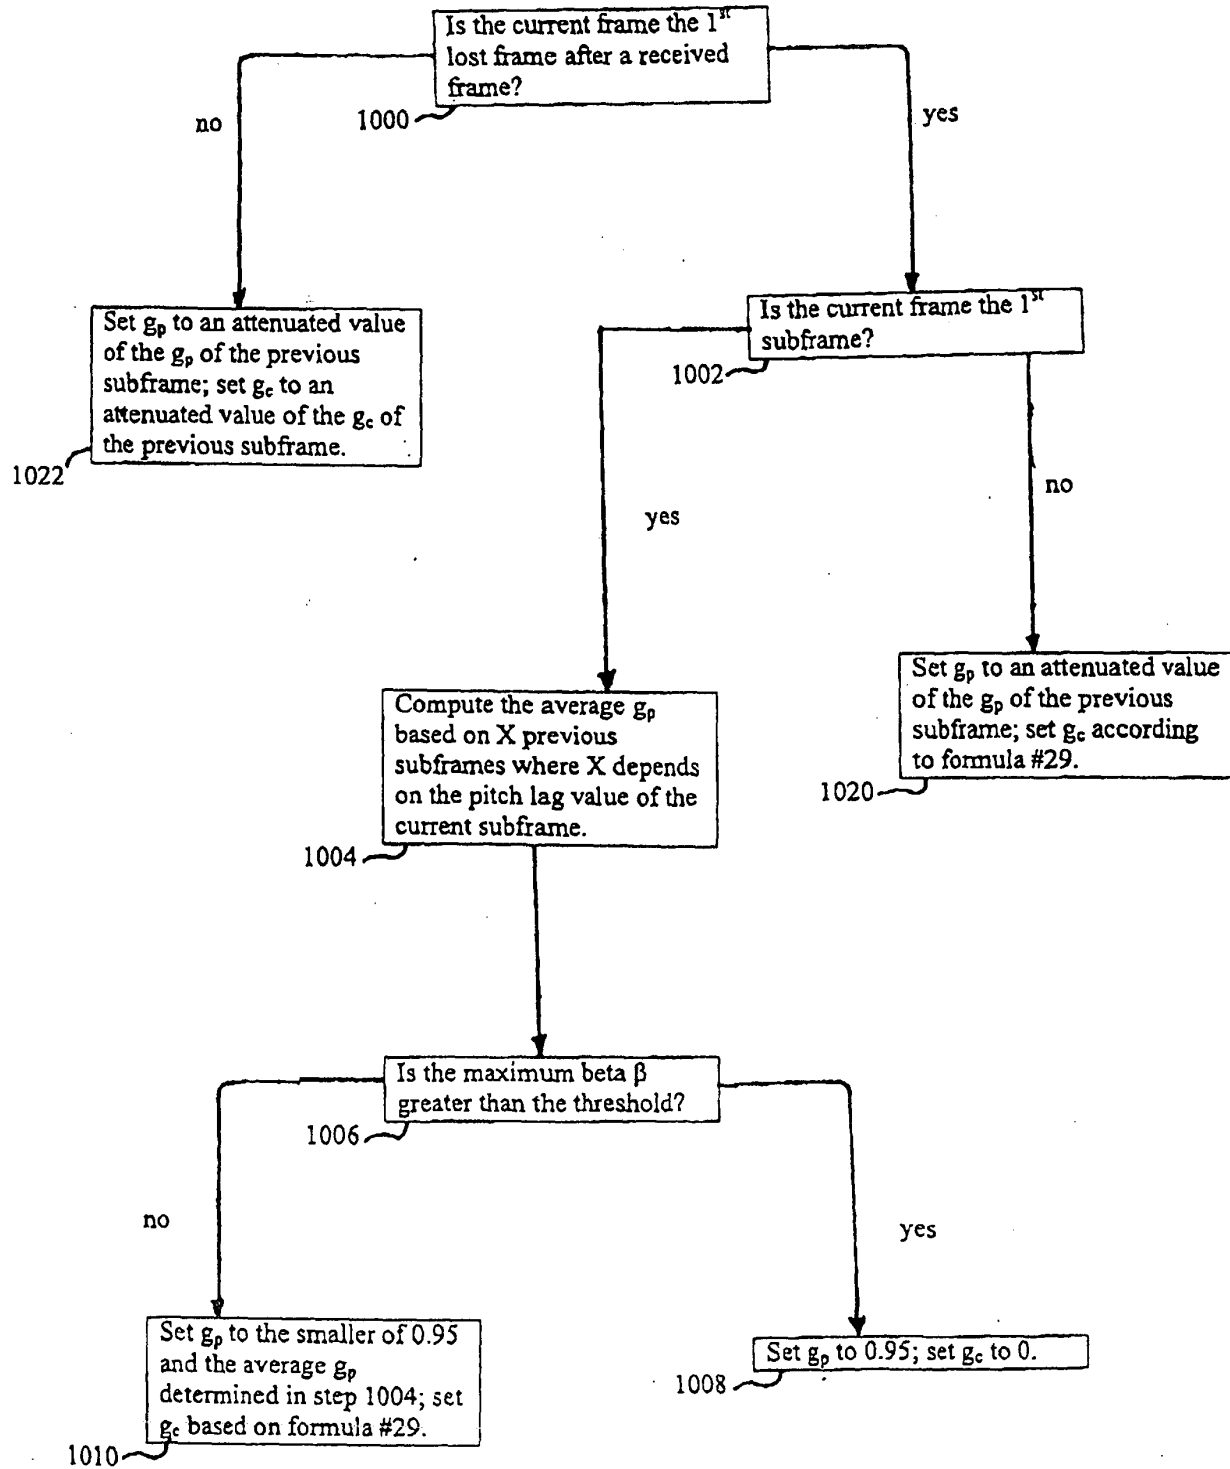 Is the current frame the 1st
lost frame after a received
frame?
1000
no
yes
Set gp to an attenuated value
of the gp of the previous
subframe; set gc to an
attenuated value of the gc of
the previous subframe.
1022
Is the current frame the 1st
subframe?
1002
yes
no
Set gp to an attenuated value
of the gp of the previous
subframe; set gc according
to formula #29.
1020
Compute the average gp
based on X previous
subframes where X depends
on the pitch lag value of the
current subframe.
1004
Is the maximum beta β
greater than the threshold?
1006
no
yes
Set gp to the smaller of 0.95
and the average gp
determined in step 1004; set
gc based on formula #29.
1010
Set gp to 0.95; set gc to 0.
1008